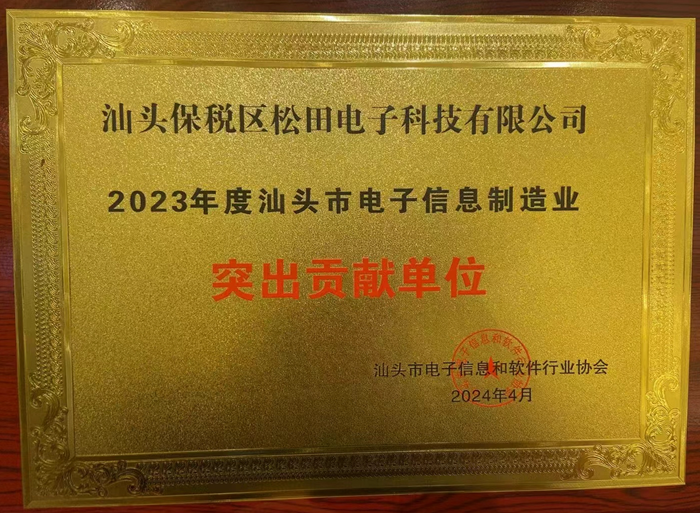 汕头保税区松田电子科技有限公司
2023年度汕头市电子信息制造业
突出贡献单位
汕头市电子信息和软件行业协会
2024年4月